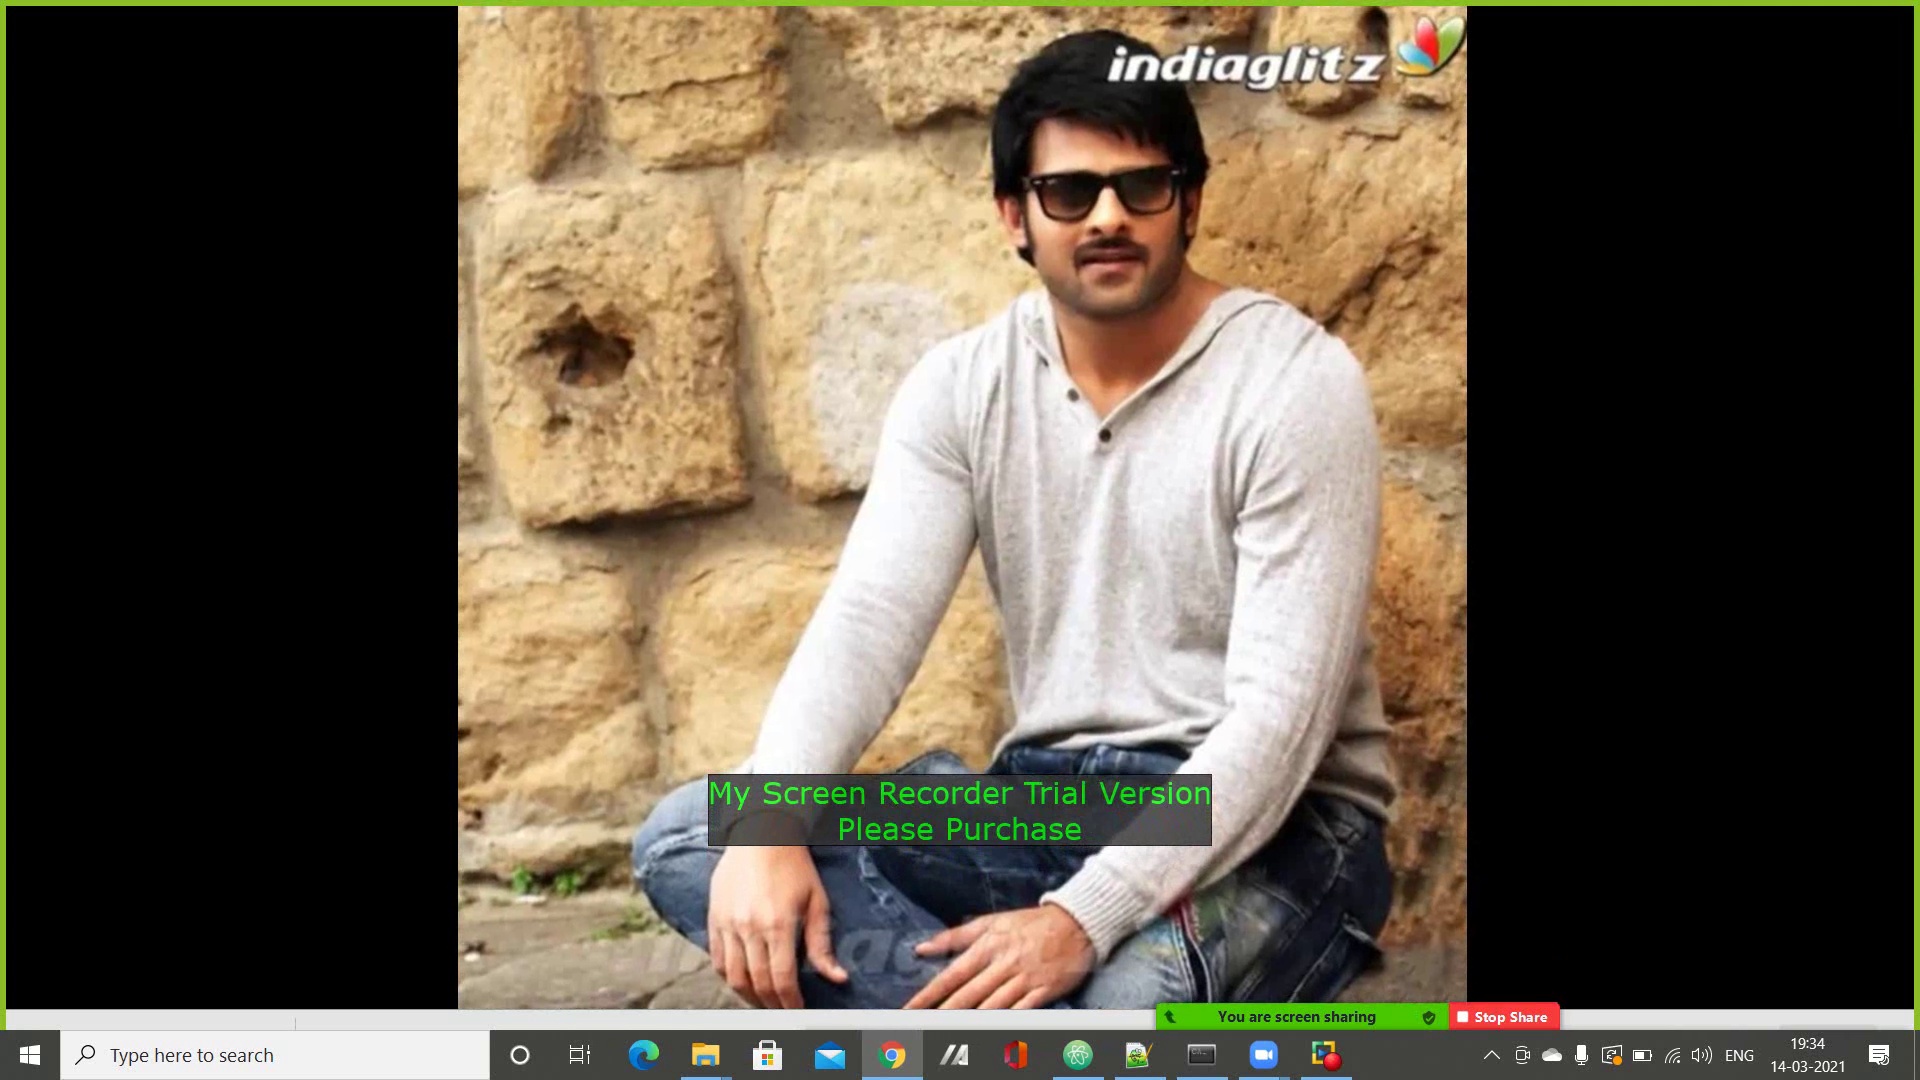 indiaglitz
My Screen Recorder Trial Version
Please Purchase
indiaglitz
You are screen sharing
Stop Share
Type here to search
ENG
19:34
14-03-2021